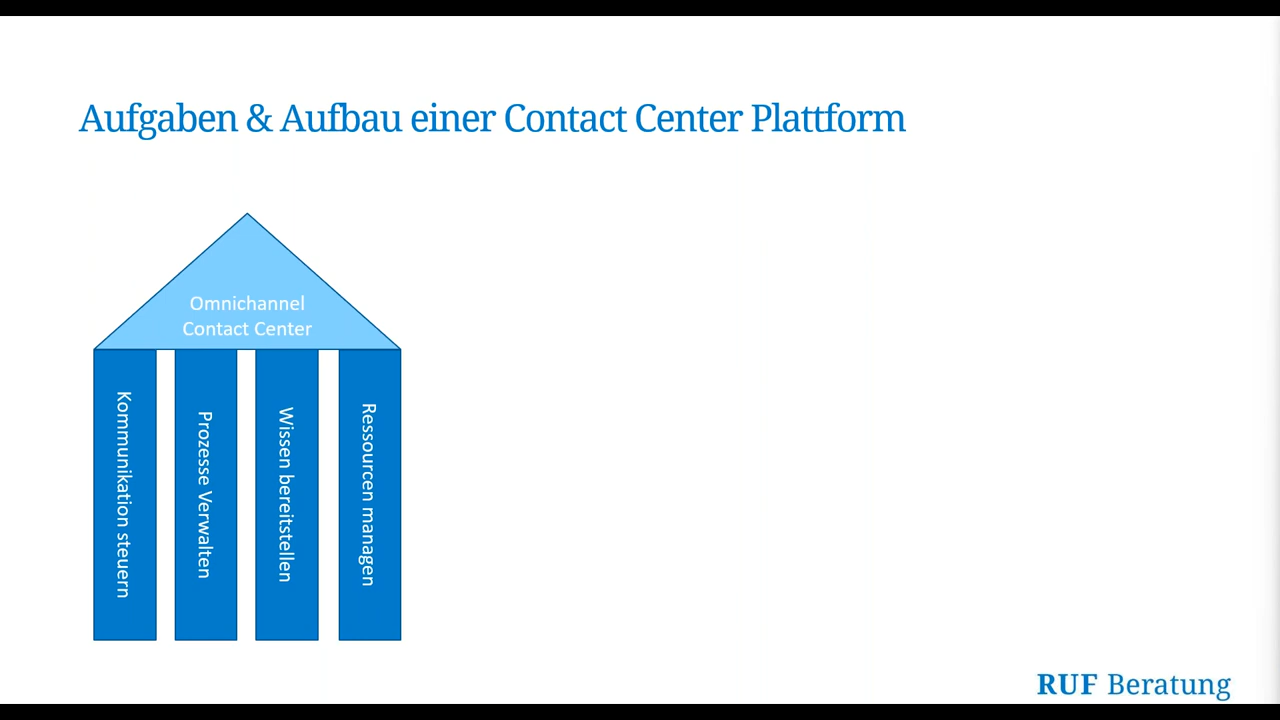 Aufgaben & Aufbau einer Contact Center Plattform
Omnichannel
Contact Center
Kommunikation steuern
Prozesse Verwalten
Wissen bereitstellen
Ressourcen managen
RUF Beratung